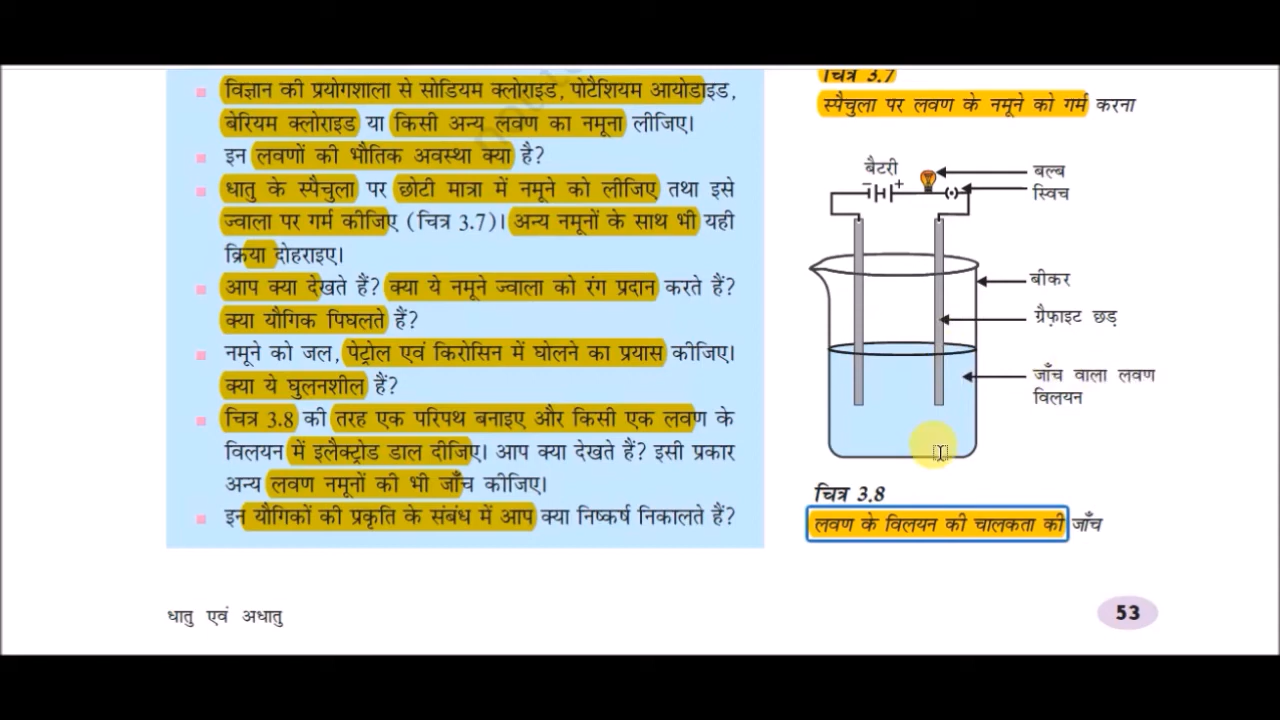 विज्ञान की प्रयोगशाला से सोडियम क्लोराइड, पोटैशियम आयोडाइड,
बेरियम क्लोराइड या किसी अन्य लवण का नमूना लीजिए।
इन लवणों की भौतिक अवस्था क्या है?
धातु के स्पैचुला पर छोटी मात्रा में नमूने को लीजिए तथा इसे
ज्वाला पर गर्म कीजिए (चित्र 3.7)। अन्य नमूनों के साथ भी यही
क्रिया दोहराइए।
आप क्या देखते हैं? क्या ये नमूने ज्वाला को रंग प्रदान करते हैं?
क्या यौगिक पिघलते हैं?
नमूने को जल, पेट्रोल एवं किरोसिन में घोलने का प्रयास कीजिए।
क्या ये घुलनशील हैं?
चित्र 3.8 की तरह एक परिपथ बनाइए और किसी एक लवण के
विलयन में इलैक्ट्रोड डाल दीजिए। आप क्या देखते हैं? इसी प्रकार
अन्य लवण नमूनों की भी जाँच कीजिए।
इन यौगिकों की प्रकृति के संबंध में आप क्या निष्कर्ष निकालते हैं?
चित्र 3.7
स्पैचुला पर लवण के नमूने को गर्म करना
बैटरी
बल्ब
स्विच
बीकर
ग्रैफ़ाइट छड़
जाँच वाला लवण
विलयन
चित्र 3.8
लवण के विलयन की चालकता की जाँच
धातु एवं अधातु
53